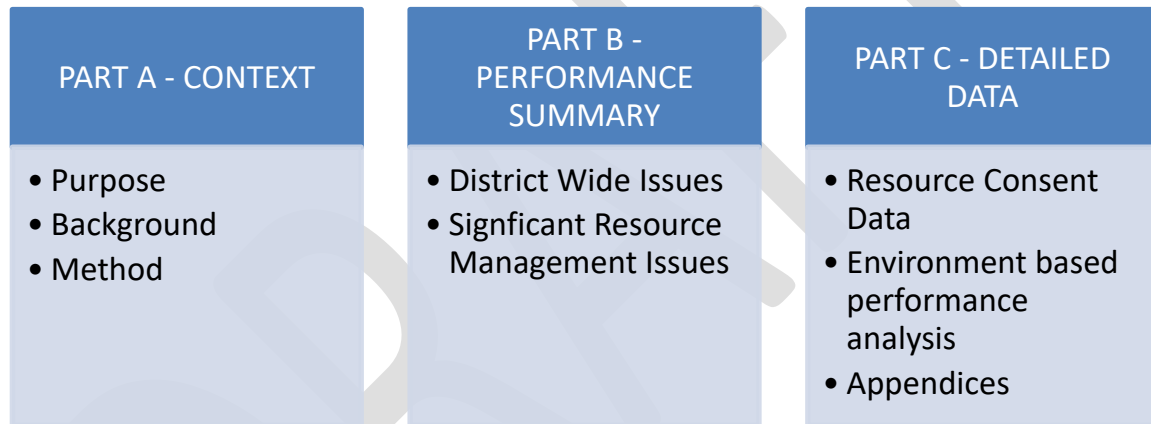 PART A - CONTEXT
• Purpose
• Background
• Method
PART B -
PERFORMANCE
SUMMARY
• District Wide Issues
• Signficant Resource
Management Issues
PART C - DETAILED
DATA
• Resource Consent
Data
• Environment based
performance
analysis
• Appendices